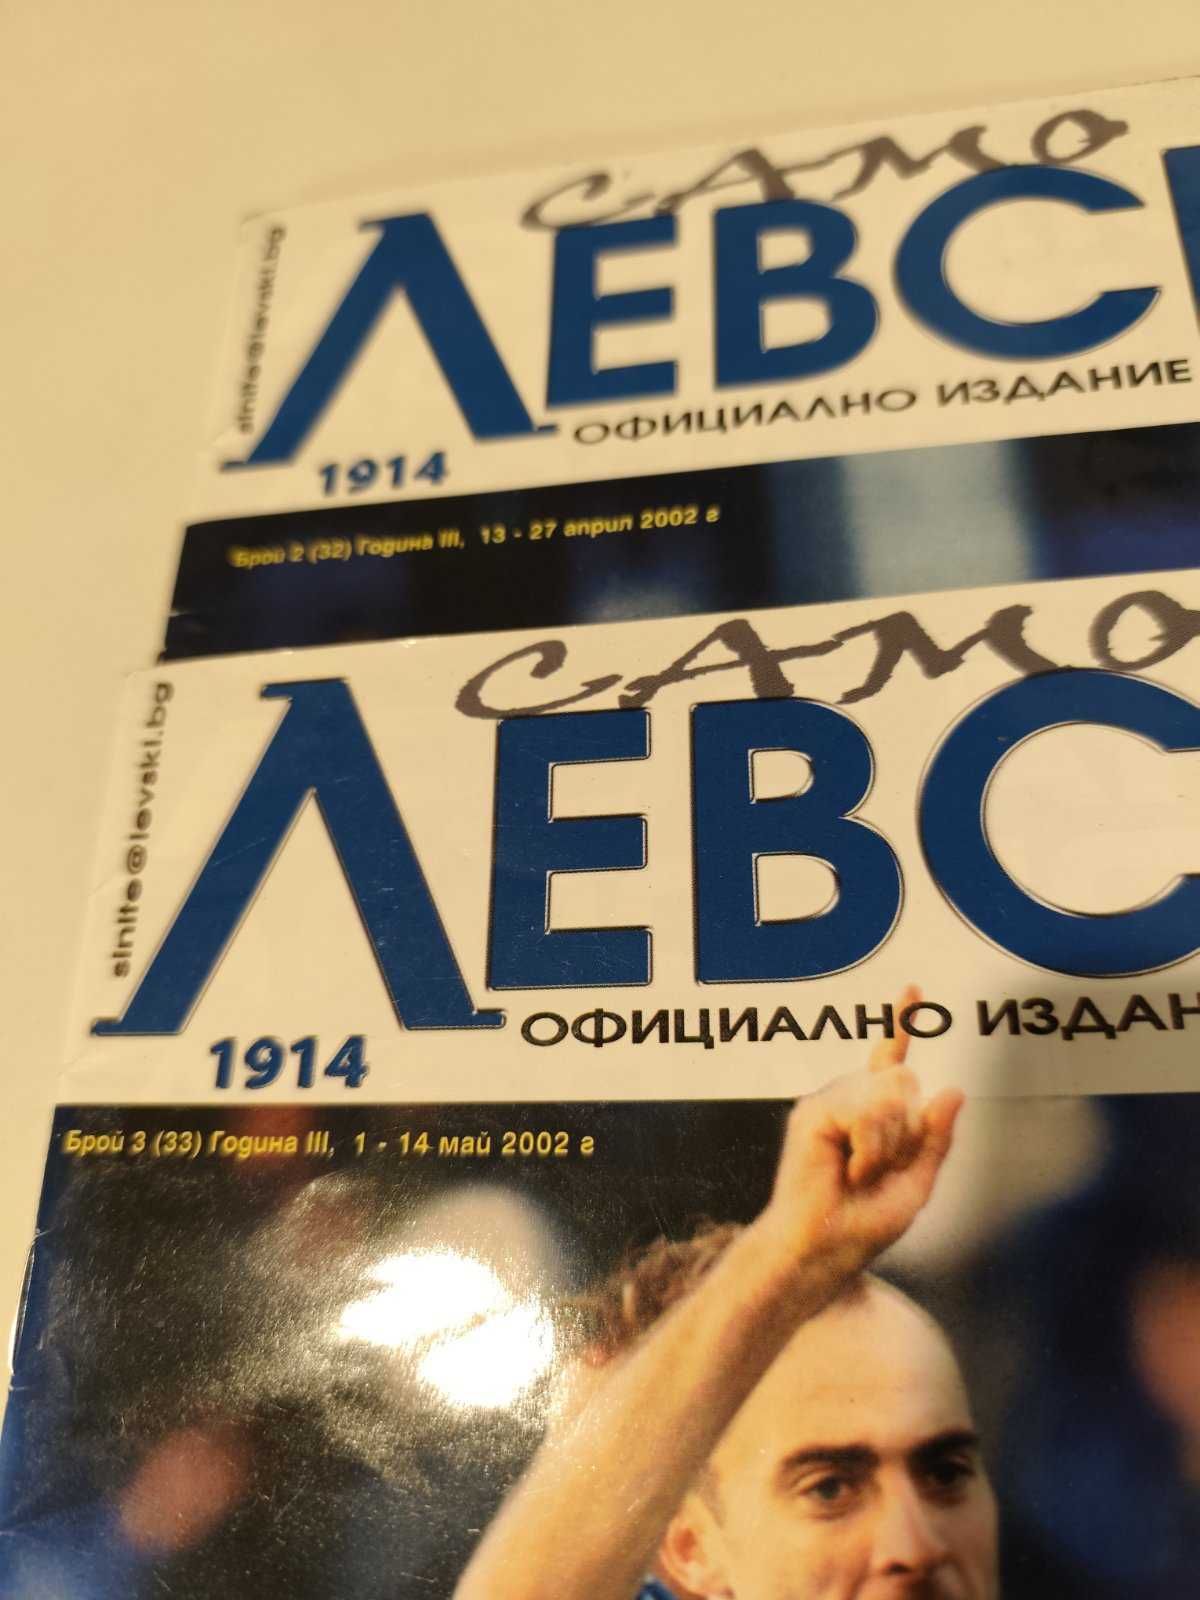 САМО
ЛЕВС
sinite@levski.bg
ОФИЦИАЛНО ИЗДАНИЕ
1914
Брой 2 (32) Година III, 13 - 27 април 2002 г
САМО
ЛЕВС
sinite@levski.bg
ОФИЦИАЛНО ИЗДАН
1914
Брой 3 (33) Година III, 1 - 14 май 2002 г